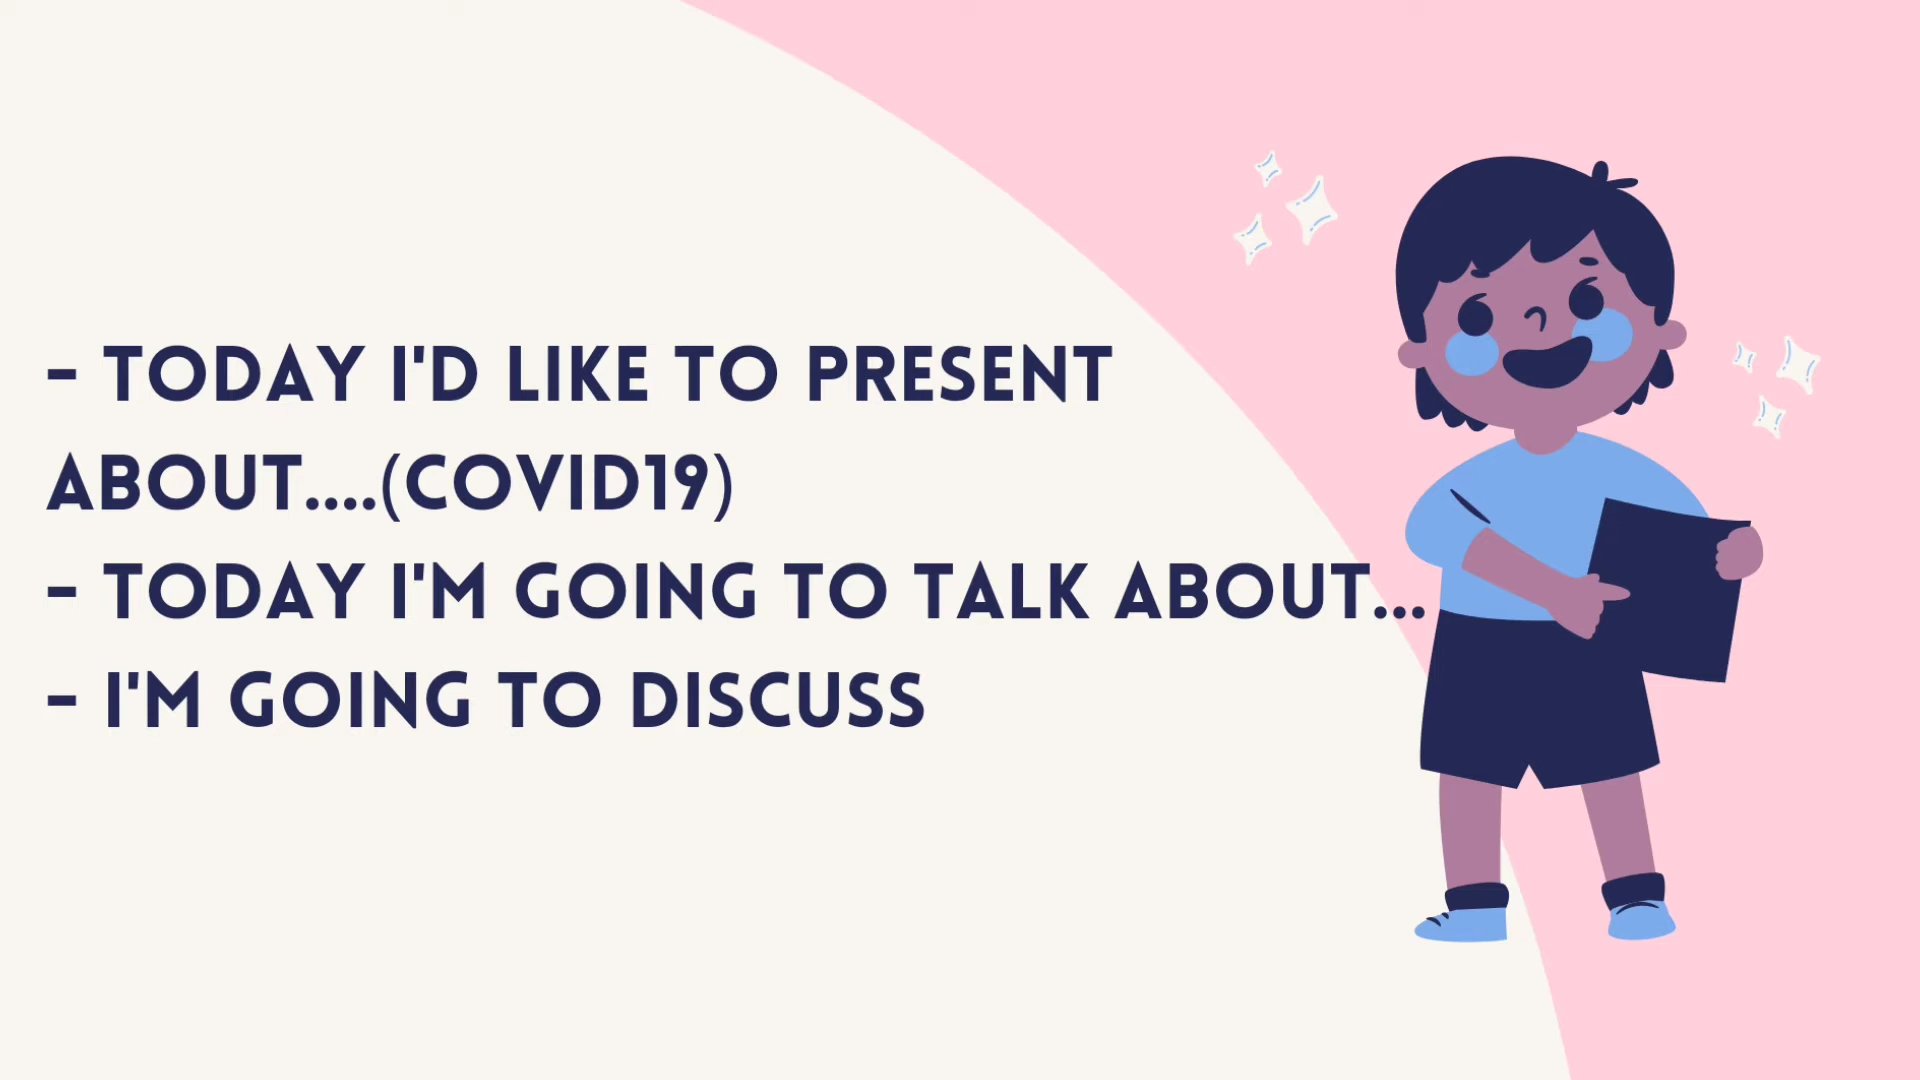 - TODAY I'D LIKE TO PRESENT
ABOUT....(COVID19)
- TODAY I'M GOING TO TALK ABOUT...
- I'M GOING TO DISCUSS